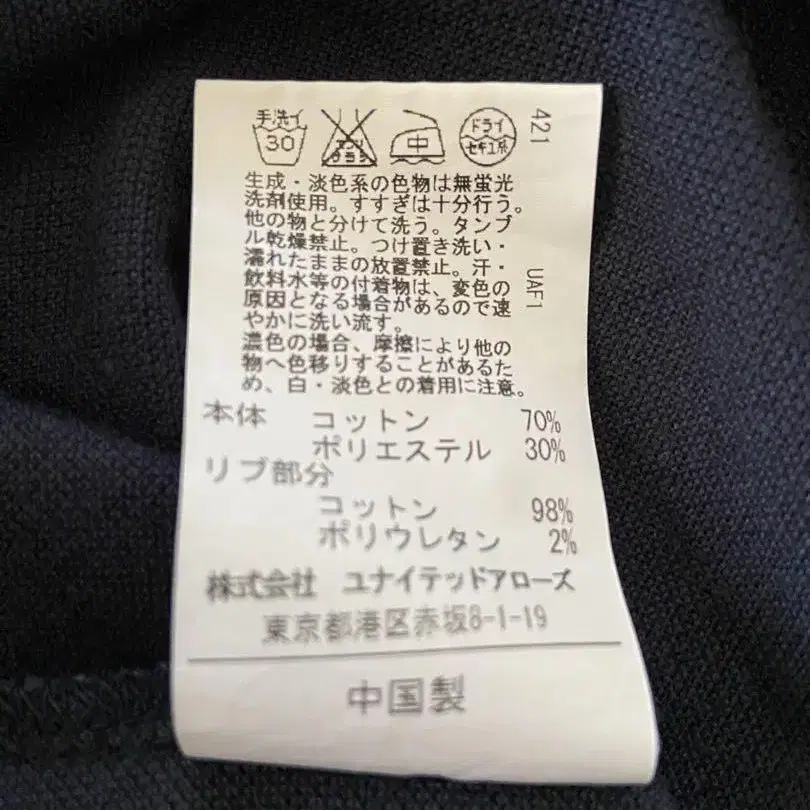 手洗イ
30
エンソ
サラシ
中
ドライ
セキユ系
421
生成・淡色系の色物は無蛍光
洗剤使用。すすぎは十分行う。
他の物と分けて洗う。タンブ
ル乾燥禁止。つけ置き洗い・
濡れたままの放置禁止。汗・
飲料水等の付着物は、変色の
原因となる場合があるので速
やかに洗い流す。
濃色の場合、摩擦により他の
物へ色移りすることがあるた
め、白・淡色との着用に注意。
UAF1
本体 コットン 70%
ポリエステル 30%
リブ部分
コットン 98%
ポリウレタン 2%
株式会社 ユナイテッドアローズ
東京都港区赤坂8-1-19
中国製